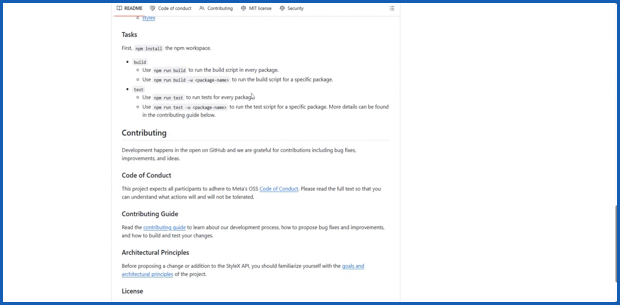 README Code of conduct Contributing MIT license Security
Stylex
Tasks
First, npm install the npm workspace.
build
Use npm run build to run the build script in every package.
Use npm run build -w <package-name> to run the build script for a specific package.
test
Use npm run test to run tests for every package.
Use npm run test -w <package-name> to run the test script for a specific package. More details can be found
in the contributing guide below.
Contributing
Development happens in the open on GitHub and we are grateful for contributions including bug fixes,
improvements, and ideas.
Code of Conduct
This project expects all participants to adhere to Meta's OSS Code of Conduct. Please read the full text so that you
can understand what actions will and will not be tolerated.
Contributing Guide
Read the contributing guide to learn about our development process, how to propose bug fixes and improvements,
and how to build and test your changes.
Architectural Principles
Before proposing a change or addition to the StyleX API, you should familiarize yourself with the goals and
architectural principles of the project.
License